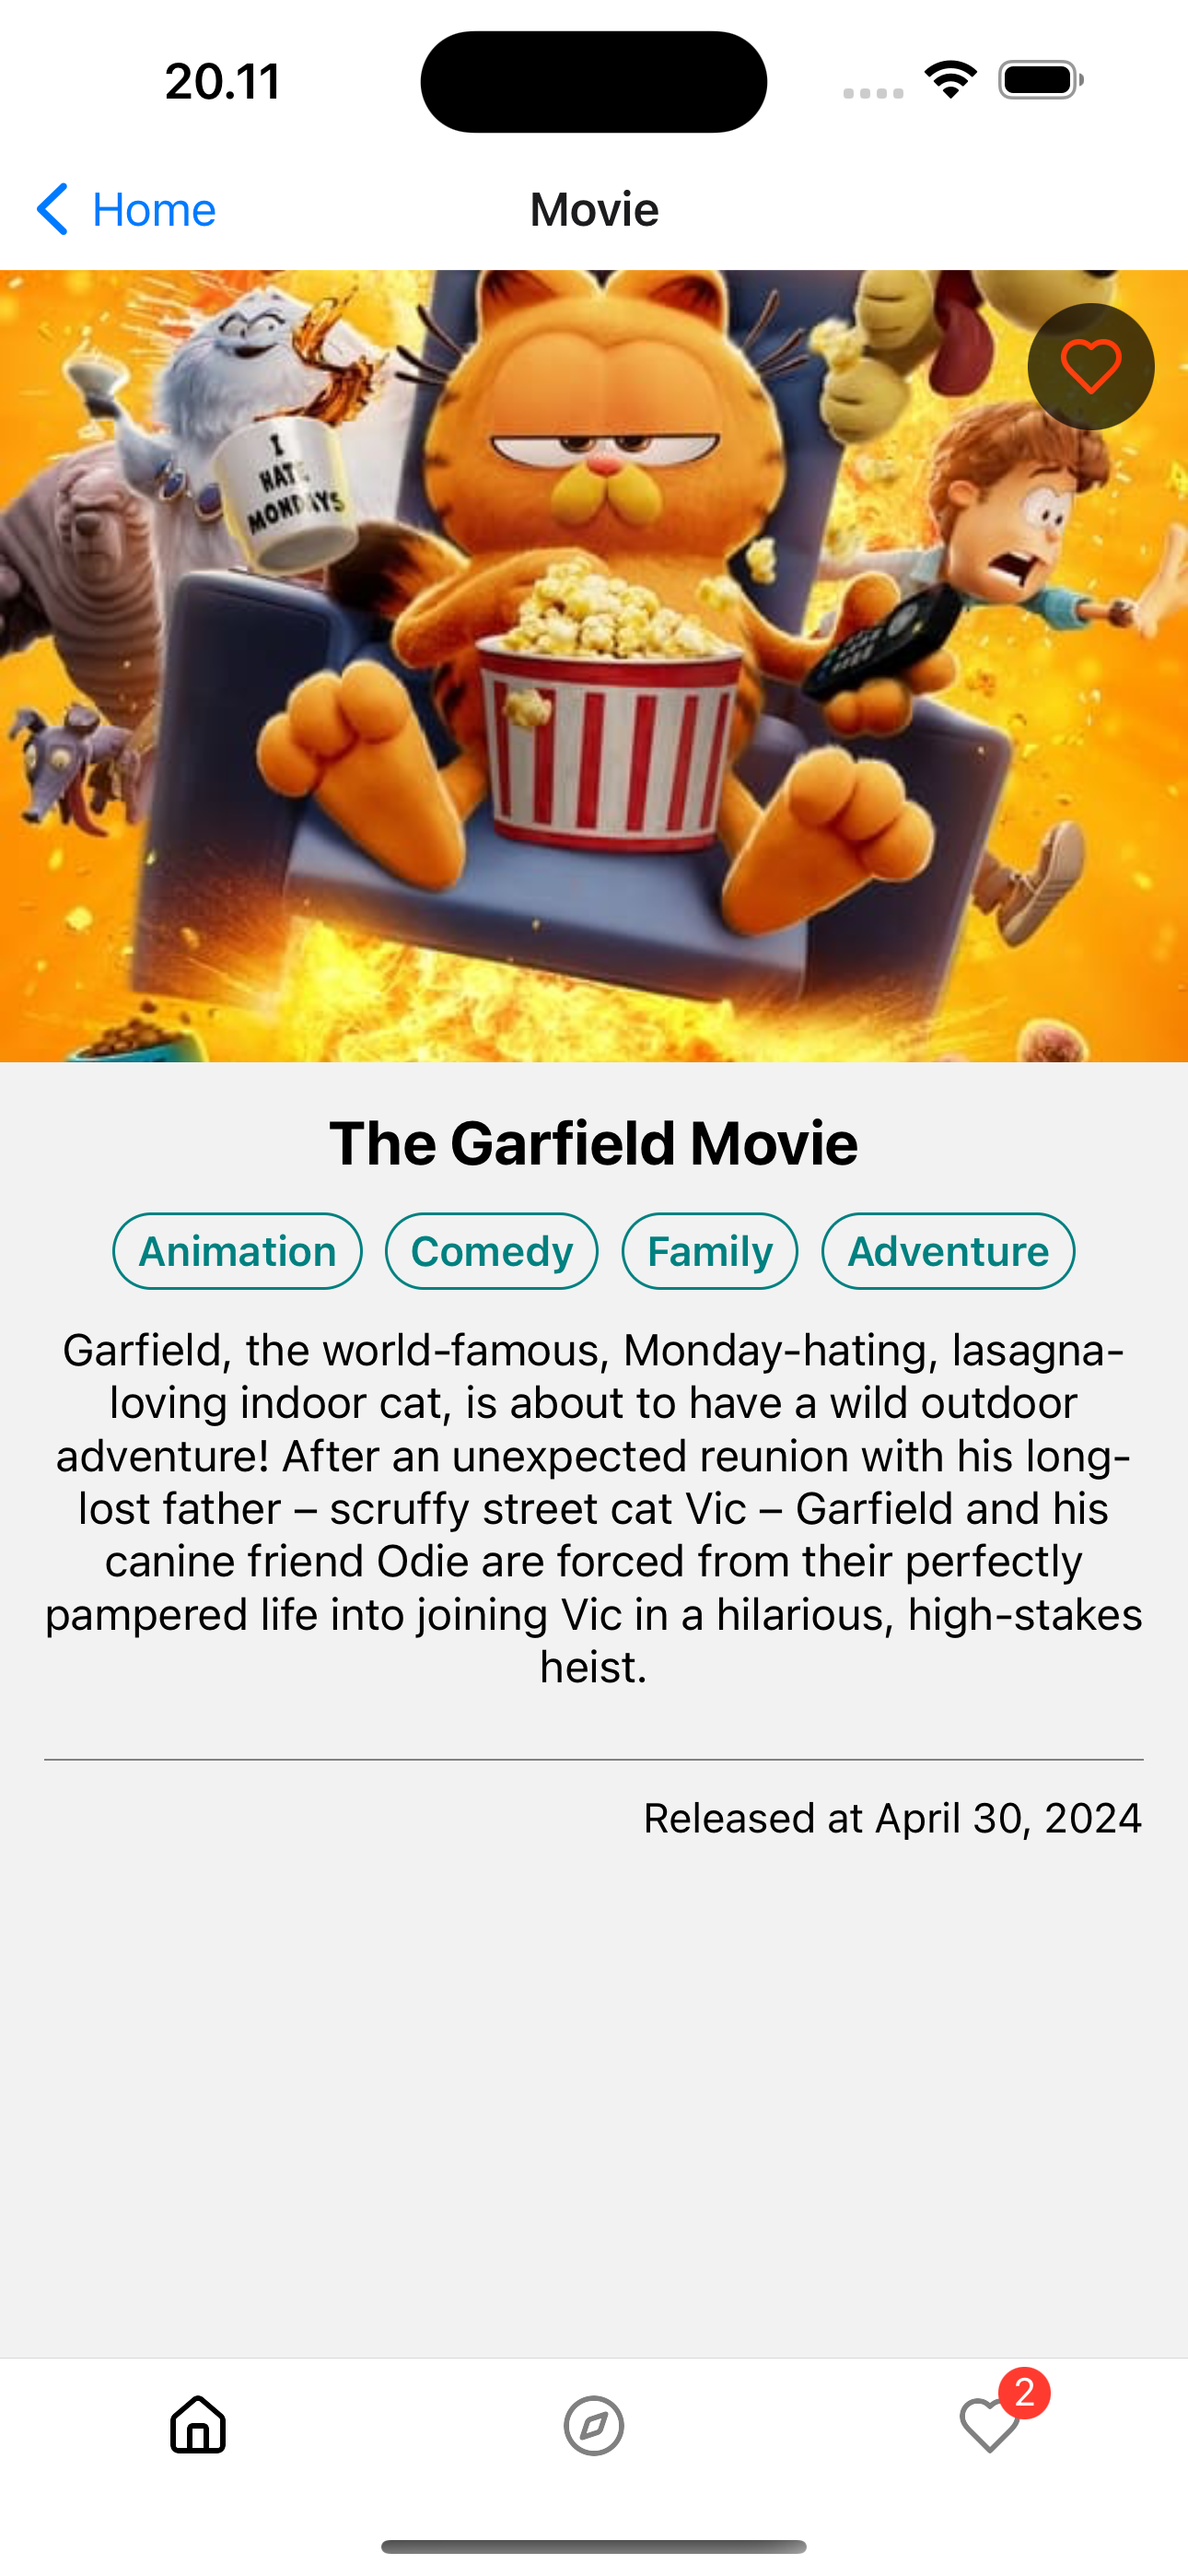 20.11
Home
Movie
I
HATE
MONDAYS
The Garfield Movie
Animation
Comedy
Family
Adventure
Garfield, the world-famous, Monday-hating, lasagna-
loving indoor cat, is about to have a wild outdoor
adventure! After an unexpected reunion with his long-
lost father – scruffy street cat Vic – Garfield and his
canine friend Odie are forced from their perfectly
pampered life into joining Vic in a hilarious, high-stakes
heist.
Released at April 30, 2024
2